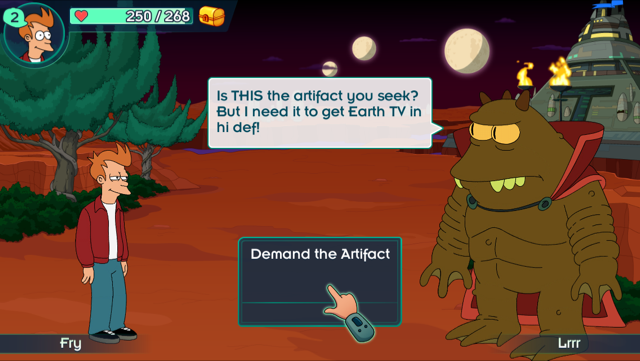 2
250 / 268
Is THIS the artifact you seek?
But I need it to get Earth TV in
hi def!
Demand the Artifact
Fry
Lrrr